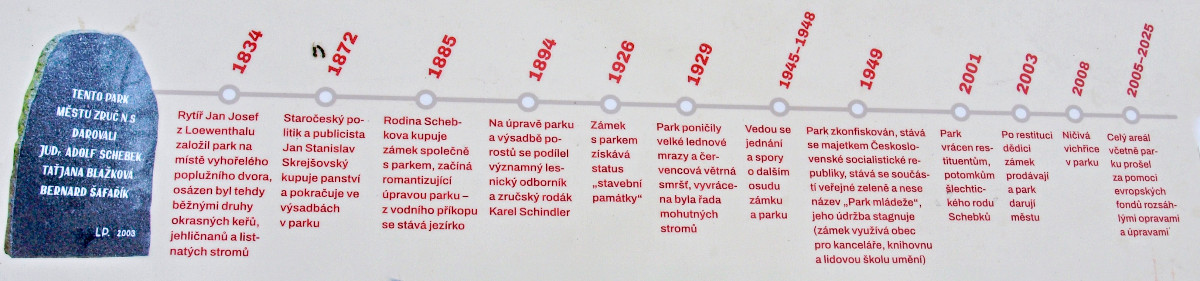 TENTO PARK
MĚSTU ZRUČ N.S
DAROVALI
JUDr. ADOLF SCHEBEK
TAŤJANA BLAŽKOVÁ
BERNARD ŠAFAŘÍK
L.P. 2003
1834
Rytíř Jan Josef
z Loewenthalu
založil park na
místě vyhořelého
poplužního dvora,
osázen byl tehdy
běžnými druhy
okrasných keřů,
jehličnanů a list-
natých stromů
1872
Staročeský po-
litik a publicista
Jan Stanislav
Skrejšovský
kupuje panství
a pokračuje ve
výsadbách
v parku
1885
Rodina Scheb-
kova kupuje
zámek společně
s parkem, začíná
romantizující
úpravou parku –
z vodního příkopu
se stává jezírko
1894
Na úpravě parku
a výsadbě po-
rostů se podílel
významný les-
nický odborník
a zručský rodák
Karel Schindler
1926
Zámek
s parkem
získává
status
„stavební
památky“
1929
Park poničily
velké lednové
mrazy a čer-
vencová větrná
smršť, vyvráce-
na byla řada
mohutných
stromů
1945–1948
Vedou se
jednání
a spory
o dalším
osudu
zámku
a parku
1949
Park zkonfiskován, stává
se majetkem Českoslo-
venské socialistické re-
publiky, stává se součás-
tí veřejné zeleně a nese
název „Park mládeže“,
jeho údržba stagnuje
(zámek využívá obec
pro kanceláře, knihovnu
a lidovou školu umění)
2001
Park
vrácen res-
tituentům,
potomkům
šlechtic-
kého rodu
Schebků
2003
Po restituci
dědici
zámek
prodávají
a park
darují
městu
2008
Ničivá
vichřice
v parku
2005–2025
Celý areál
včetně par-
ku prošel
za pomoci
evropských
fondů rozsáh-
lými opravami
a úpravami